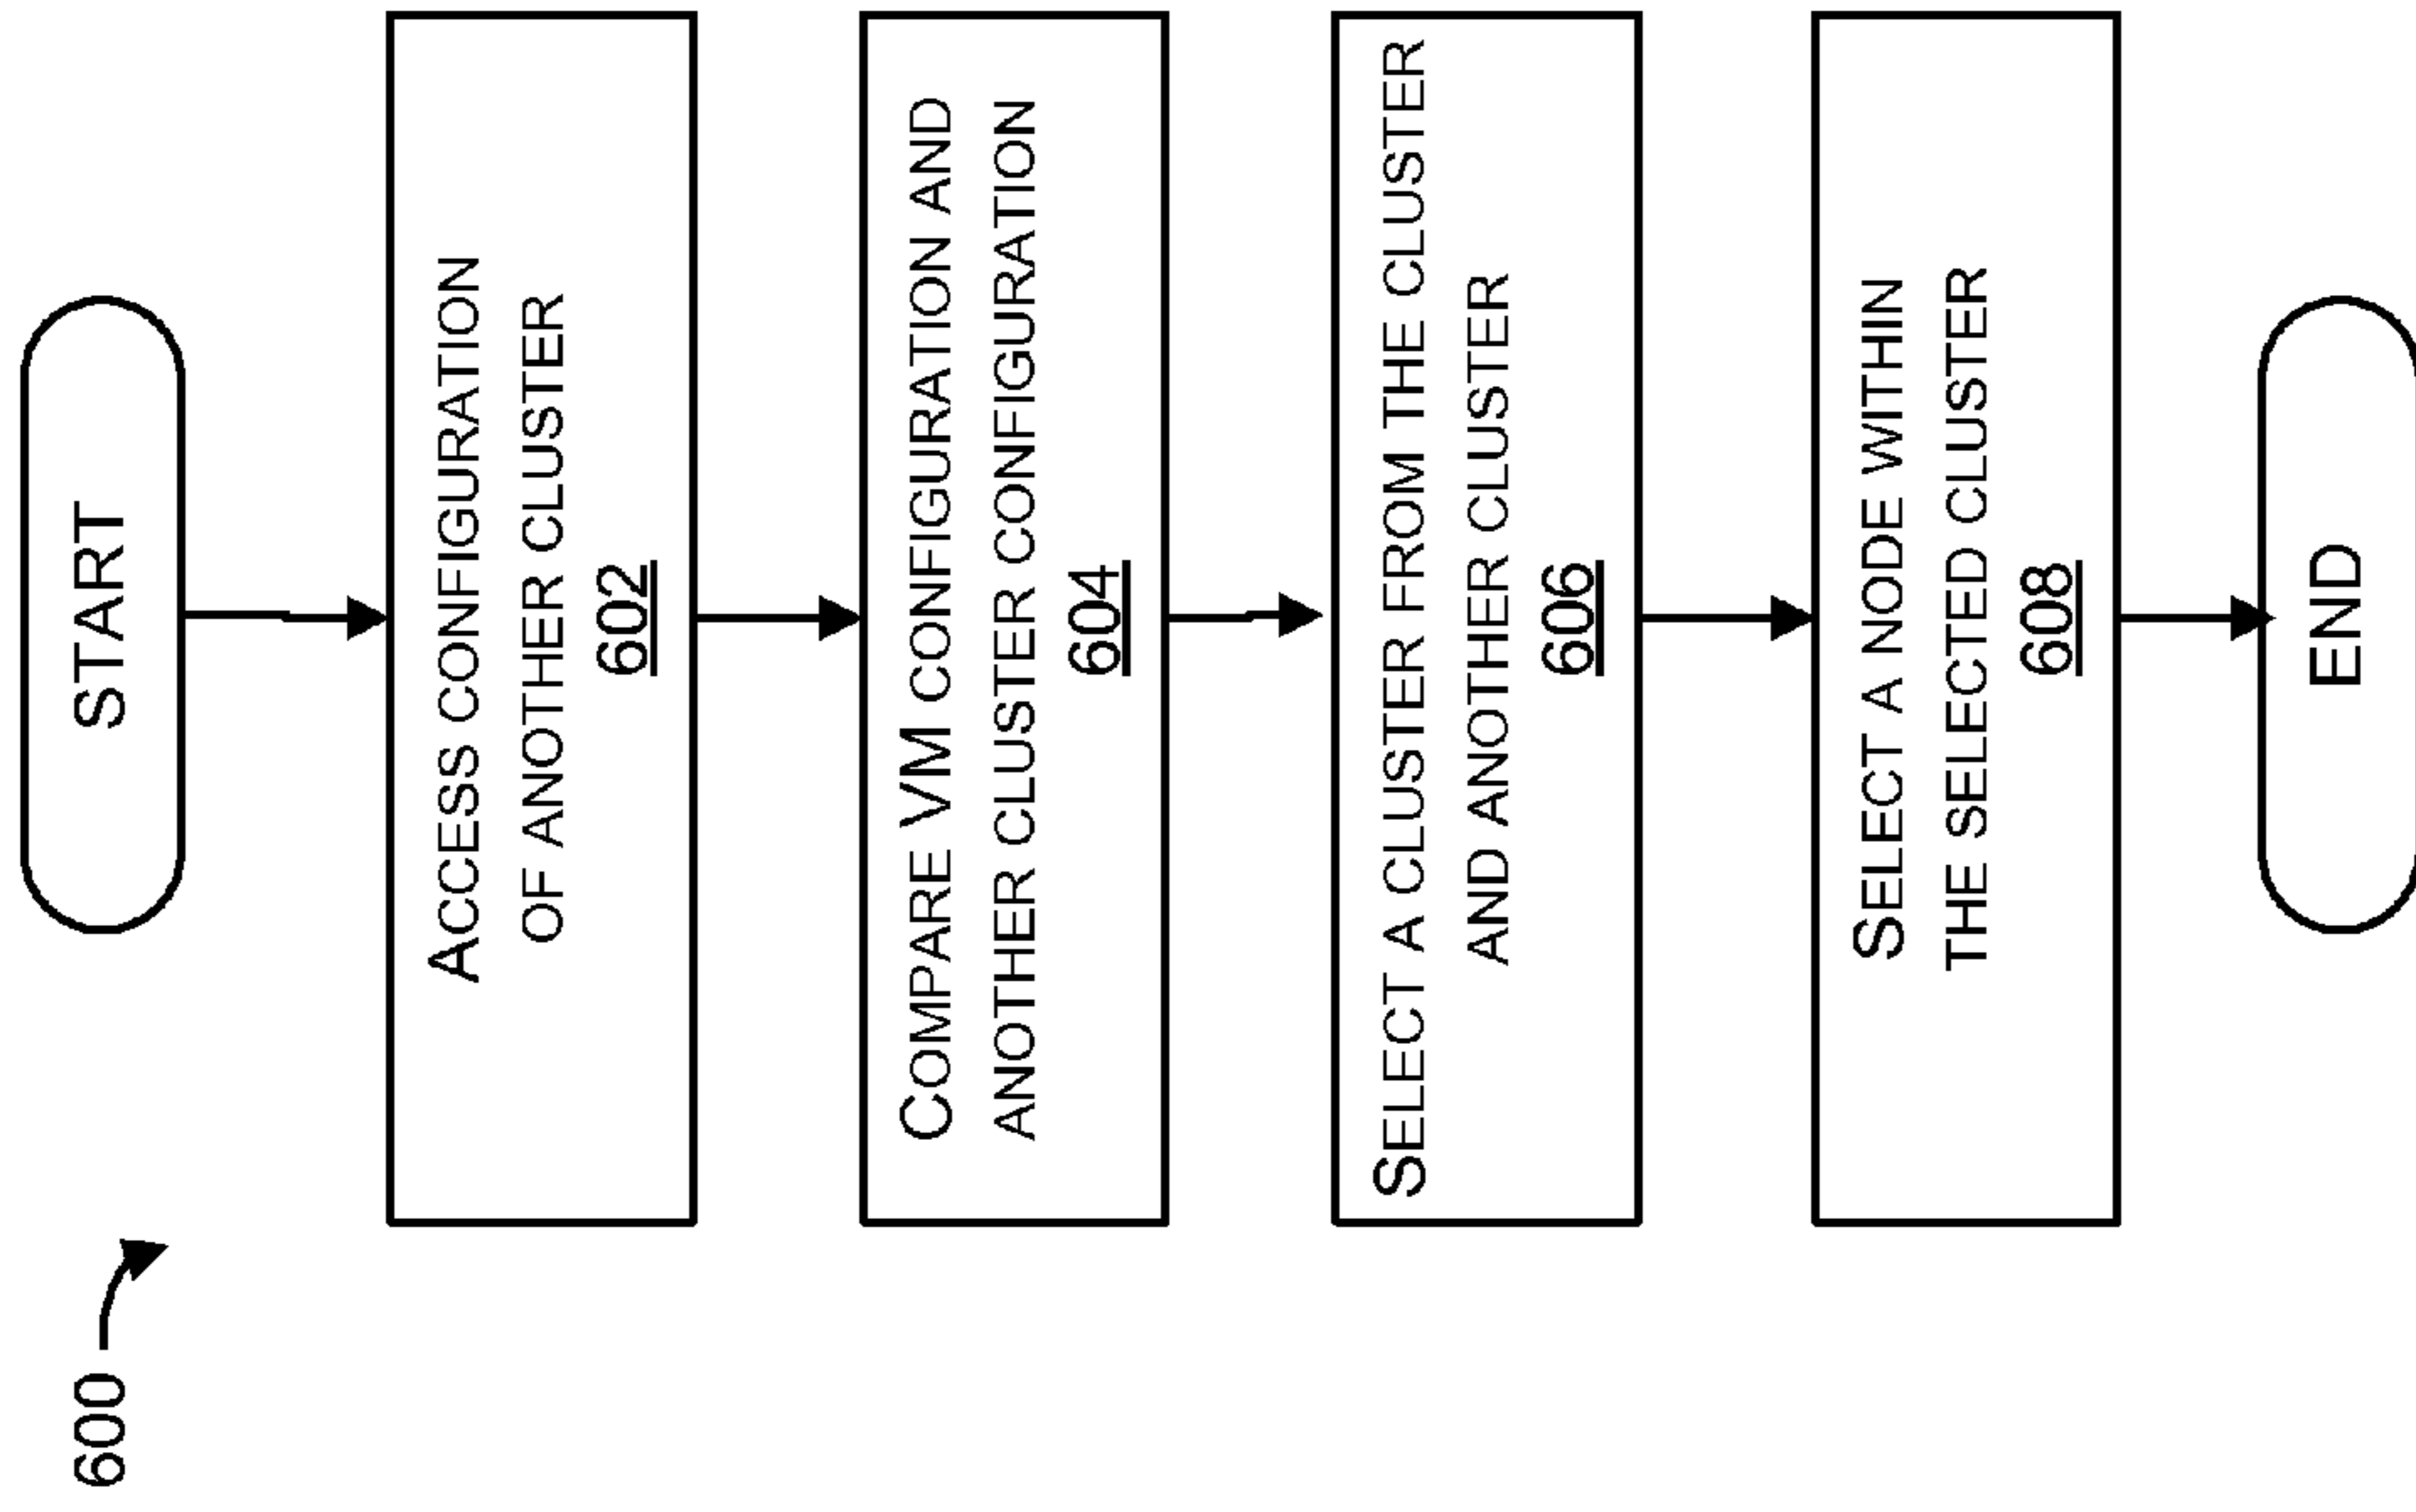 600
START
ACCESS CONFIGURATION
OF ANOTHER CLUSTER
602
COMPARE VM CONFIGURATION AND
ANOTHER CLUSTER CONFIGURATION
604
SELECT A CLUSTER FROM THE CLUSTER
AND ANOTHER CLUSTER
606
SELECT A NODE WITHIN
THE SELECTED CLUSTER
608
END